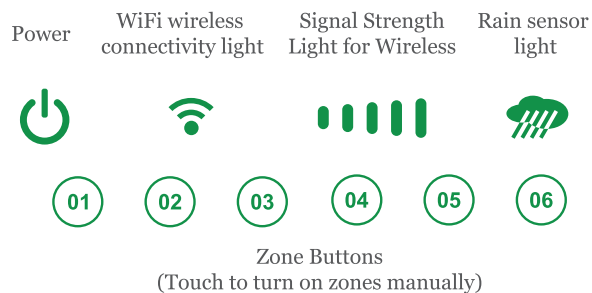 Power
WiFi wireless
connectivity light
Signal Strength
Light for Wireless
Rain sensor
light
01 02 03 04 05 06
Zone Buttons
(Touch to turn on zones manually)